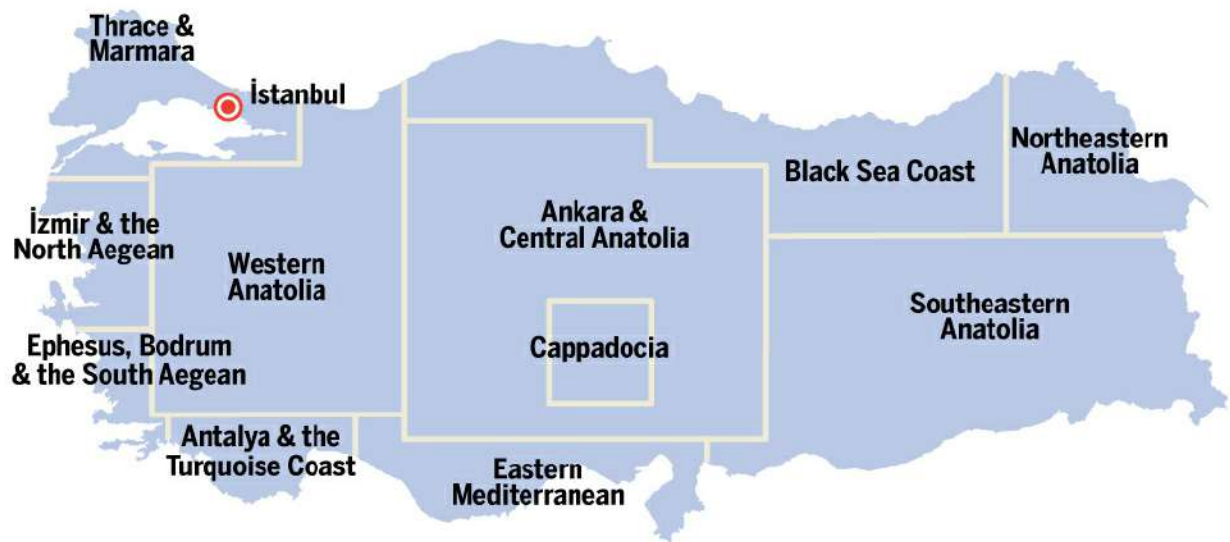 Thrace &
Marmara
İstanbul
Northeastern
Anatolia
Black Sea Coast
İzmir & the
North Aegean
Ankara &
Central Anatolia
Western
Anatolia
Southeastern
Anatolia
Ephesus, Bodrum
& the South Aegean
Cappadocia
Antalya & the
Turquoise Coast
Eastern
Mediterranean